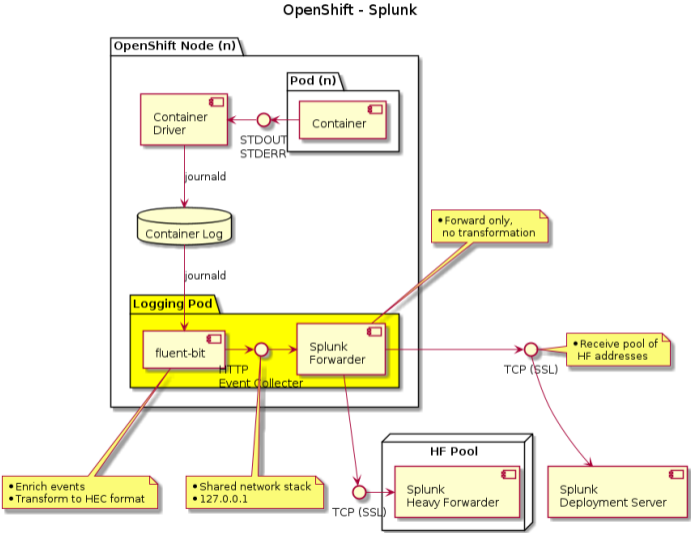 OpenShift - Splunk
OpenShift Node (n)
Pod (n)
Container
Driver
Container
STDOUT
STDERR
journald
Container Log
Forward only,
no transformation
journald
Logging Pod
fluent-bit
HTTP
Event Collecter
Splunk
Forwarder
TCP (SSL)
Receive pool of
HF addresses
HF Pool
Enrich events
Transform to HEC format
Shared network stack
127.0.0.1
TCP (SSL)
Splunk
Heavy Forwarder
Splunk
Deployment Server